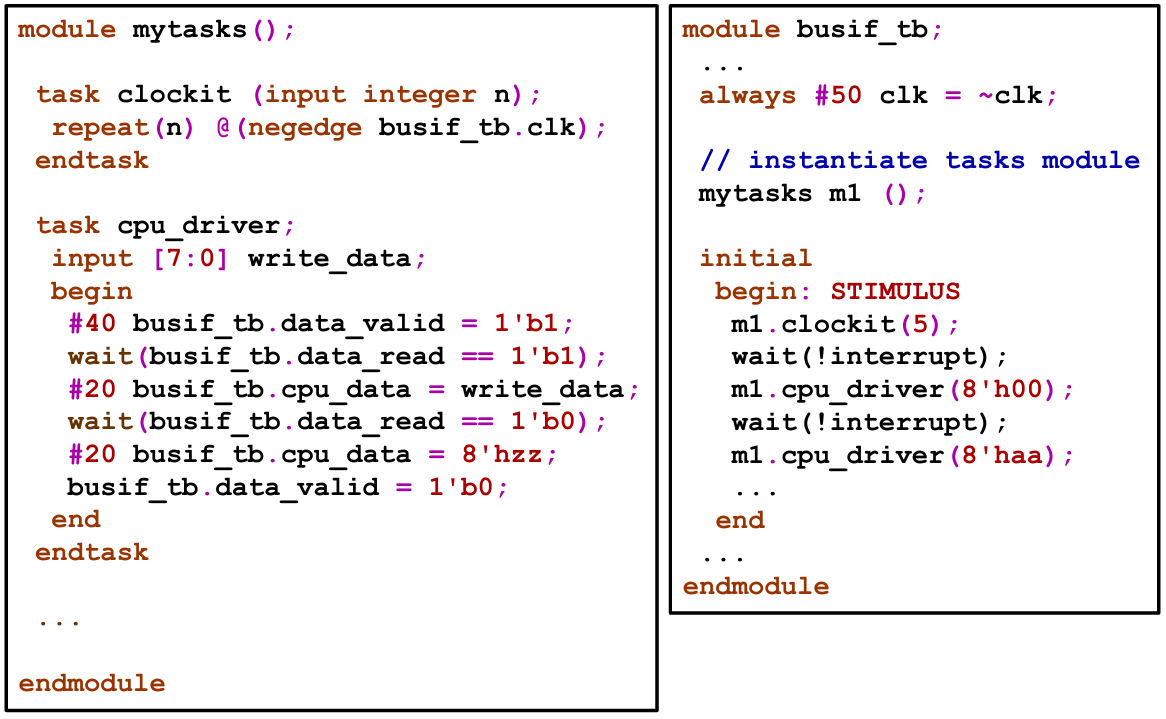 module mytasks();
task clockit (input integer n);
repeat(n) @(negedge busif_tb.clk);
endtask
task cpu_driver;
input [7:0] write_data;
begin
#40 busif_tb.data_valid = 1'b1;
wait(busif_tb.data_read == 1'b1);
#20 busif_tb.cpu_data = write_data;
wait(busif_tb.data_read == 1'b0);
#20 busif_tb.cpu_data = 8'hzz;
busif_tb.data_valid = 1'b0;
end
endtask
...
endmodule
module busif_tb;
...
always #50 clk = ~clk;
// instantiate tasks module
mytasks m1 ();
initial
begin: STIMULUS
m1.clockit(5);
wait(!interrupt);
m1.cpu_driver(8'h00);
wait(!interrupt);
m1.cpu_driver(8'haa);
...
end
...
endmodule